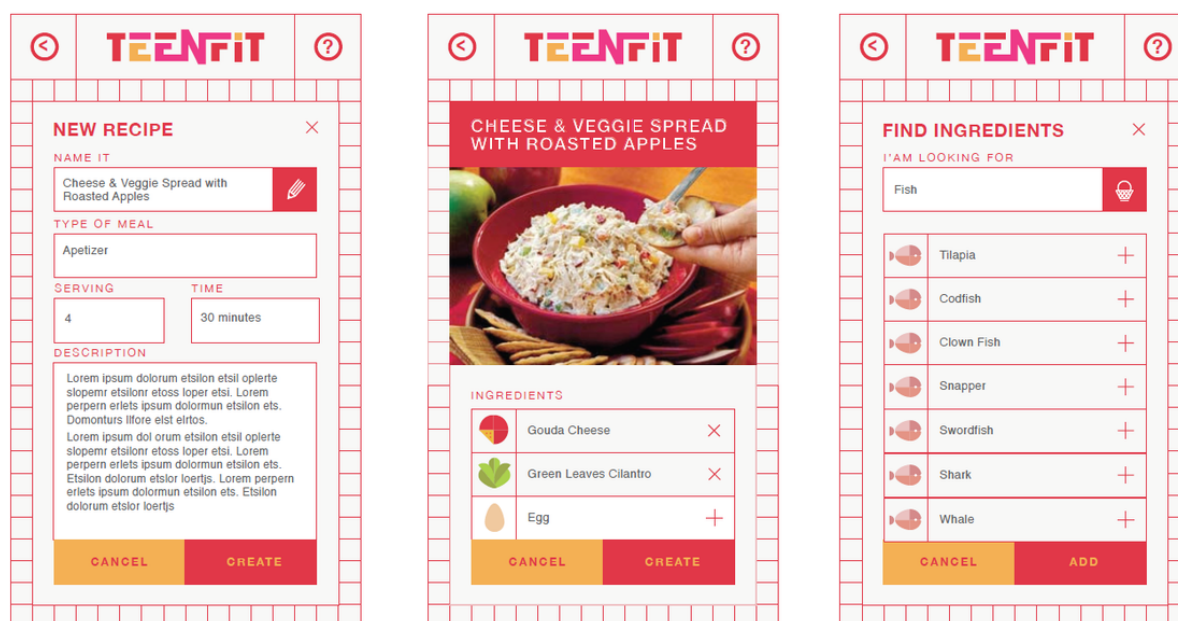 TEENFiT
NEW RECIPE
NAME IT
Cheese & Veggie Spread with
Roasted Apples
TYPE OF MEAL
Apetizer
SERVING
TIME
4
30 minutes
DESCRIPTION
Lorem ipsum dolorum etsilon etsil oplerte
slopemr etsilonr etoss loper etsi. Lorem
perpern erlets ipsum dolormun etsilon ets.
Domonturs llfore elst elrtos.
Lorem ipsum dol orum etsilon etsil oplerte
slopemr etsilonr etoss loper etsi. Lorem
perpern erlets ipsum dolormun etsilon ets.
Etsilon dolorum etslor loertjs. Lorem perpern
erlets ipsum dolormun etsilon ets. Etsilon
dolorum etslor loertjs
CANCEL
CREATE
TEENFiT
CHEESE & VEGGIE SPREAD
WITH ROASTED APPLES
INGREDIENTS
Gouda Cheese
Green Leaves Cilantro
Egg
CANCEL
CREATE
TEENFiT
FIND INGREDIENTS
I'AM LOOKING FOR
Fish
Tilapia
Codfish
Clown Fish
Snapper
Swordfish
Shark
Whale
CANCEL
ADD